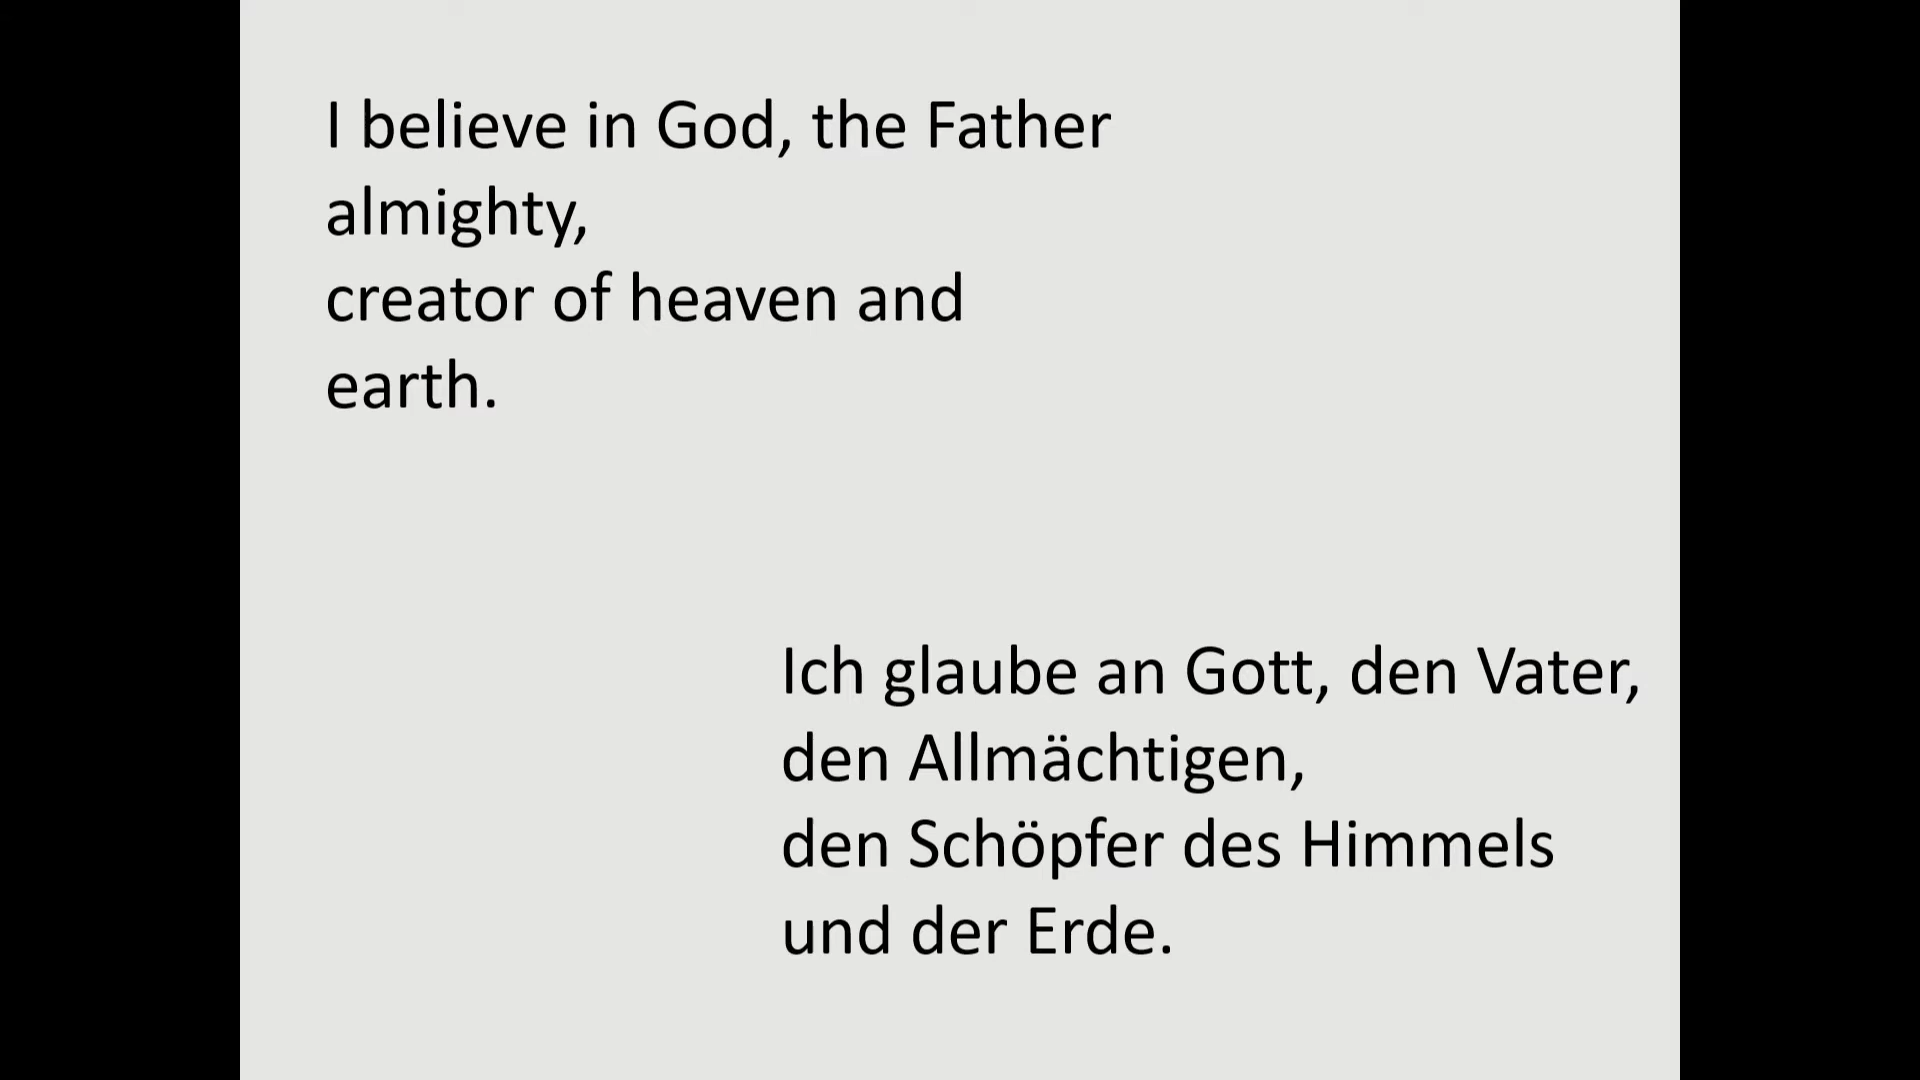 I believe in God, the Father
almighty,
creator of heaven and
earth.
Ich glaube an Gott, den Vater,
den Allmächtigen,
den Schöpfer des Himmels
und der Erde.